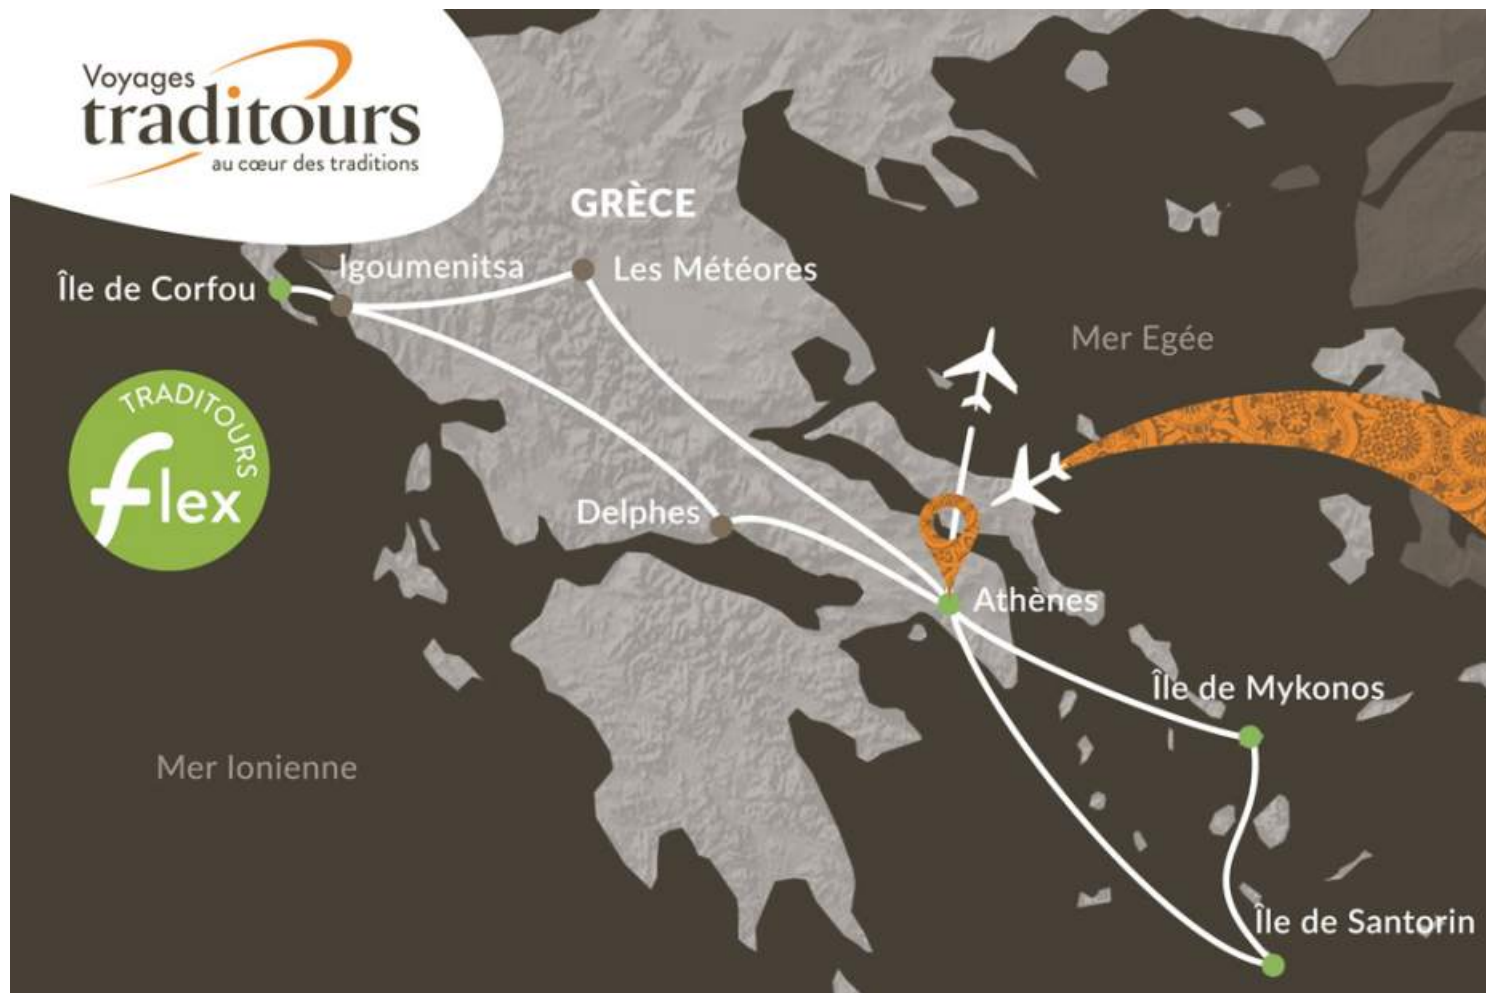 Voyages
traditours
au cœur des traditions
GRÈCE
Igoumenitsa
Les Météores
Île de Corfou
Mer Egée
TRADITOURS
flex
Delphes
Athènes
Île de Mykonos
Mer Ionienne
Île de Santorin